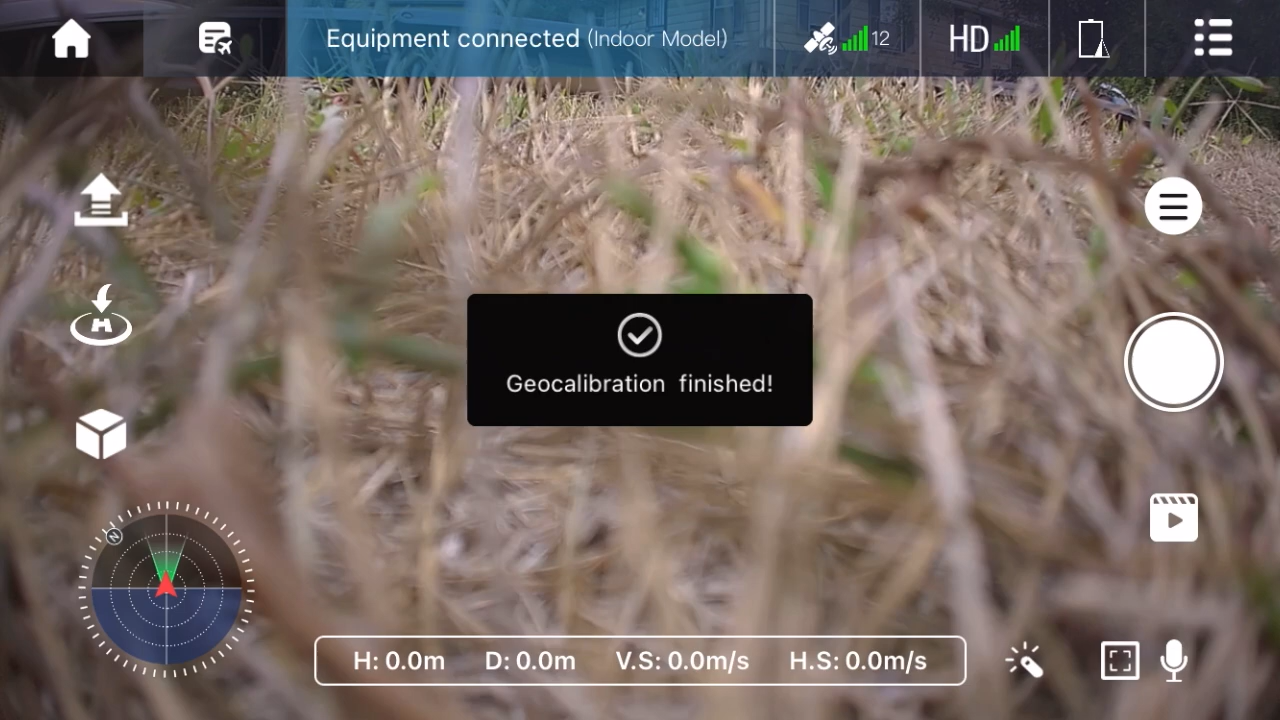 Equipment connected (Indoor Model)
12
HD
Geocalibration finished!
N
H: 0.0m D: 0.0m V.S: 0.0m/s H.S: 0.0m/s